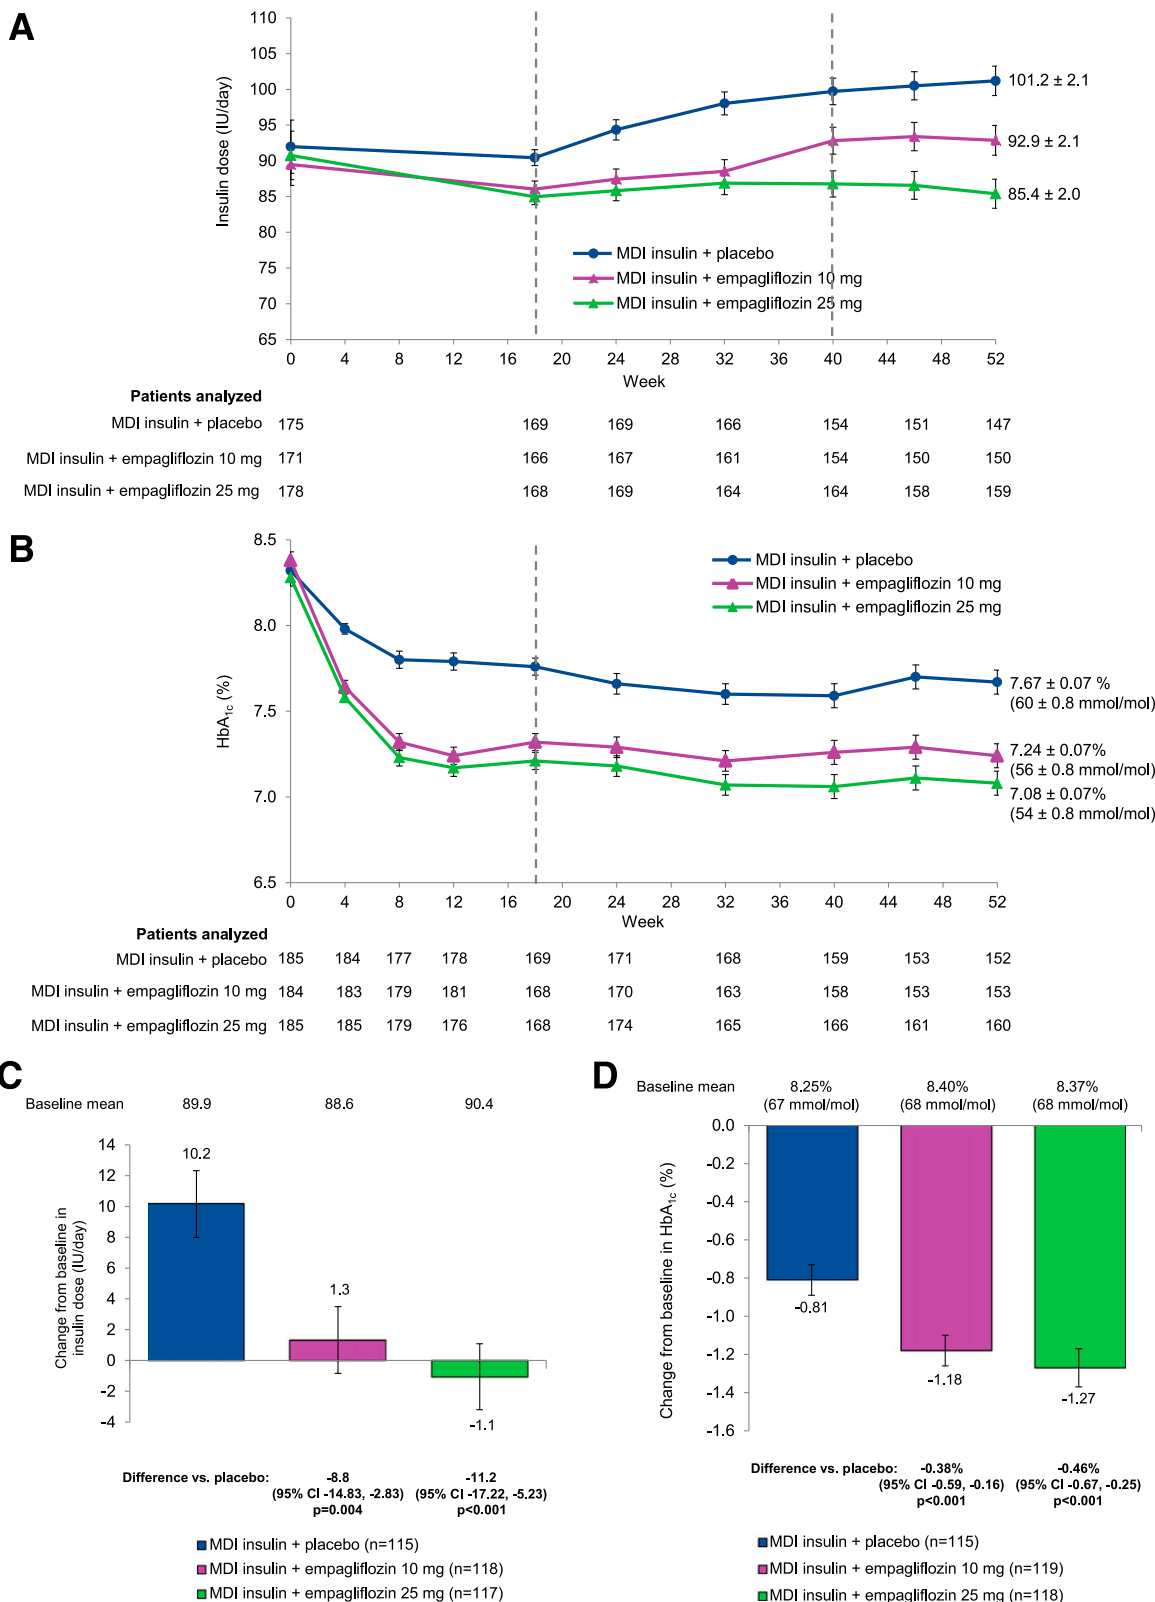 A
110
105
100
95
90
85
80
75
70
65
Insulin dose (IU/day)
101.2 ± 2.1
92.9 ± 2.1
85.4 ± 2.0
MDI insulin + placebo
MDI insulin + empagliflozin 10 mg
MDI insulin + empagliflozin 25 mg
0 4 8 12 16 20 24 28 32 36 40 44 48 52
Week
Patients analyzed
MDI insulin + placebo 175 169 169 166 154 151 147
MDI insulin + empagliflozin 10 mg 171 166 167 161 154 150 150
MDI insulin + empagliflozin 25 mg 178 168 169 164 164 158 159
B
8.5
8.0
7.5
7.0
6.5
HbA1c (%)
MDI insulin + placebo
MDI insulin + empagliflozin 10 mg
MDI insulin + empagliflozin 25 mg
7.67 ± 0.07 %
(60 ± 0.8 mmol/mol)
7.24 ± 0.07%
(56 ± 0.8 mmol/mol)
7.08 ± 0.07%
(54 ± 0.8 mmol/mol)
0 4 8 12 16 20 24 28 32 36 40 44 48 52
Week
Patients analyzed
MDI insulin + placebo 185 184 177 178 169 171 168 159 153 152
MDI insulin + empagliflozin 10 mg 184 183 179 181 168 170 163 158 153 153
MDI insulin + empagliflozin 25 mg 185 185 179 176 168 174 165 166 161 160
C
Baseline mean 89.9 88.6 90.4
14
12
10
8
6
4
2
0
-2
-4
Change from baseline in
insulin dose (IU/day)
10.2
1.3
-1.1
Difference vs. placebo: -8.8 -11.2
(95% CI -14.83, -2.83) (95% CI -17.22, -5.23)
p=0.004 p<0.001
MDI insulin + placebo (n=115)
MDI insulin + empagliflozin 10 mg (n=118)
MDI insulin + empagliflozin 25 mg (n=117)
D
Baseline mean 8.25% 8.40% 8.37%
(67 mmol/mol) (68 mmol/mol) (68 mmol/mol)
0.0
-0.2
-0.4
-0.6
-0.8
-1.0
-1.2
-1.4
-1.6
Change from baseline in HbA1c (%)
-0.81
-1.18
-1.27
Difference vs. placebo: -0.38% -0.46%
(95% CI -0.59, -0.16) (95% CI -0.67, -0.25)
p<0.001 p<0.001
MDI insulin + placebo (n=115)
MDI insulin + empagliflozin 10 mg (n=119)
MDI insulin + empagliflozin 25 mg (n=118)